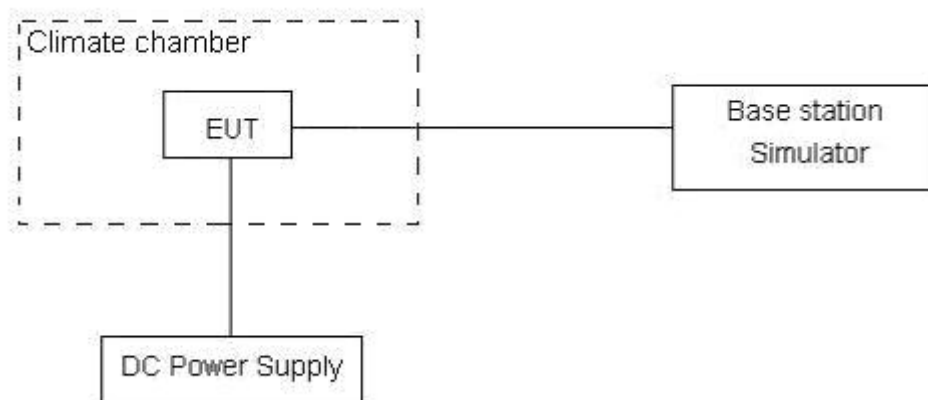 Climate chamber
EUT
Base station
Simulator
DC Power Supply